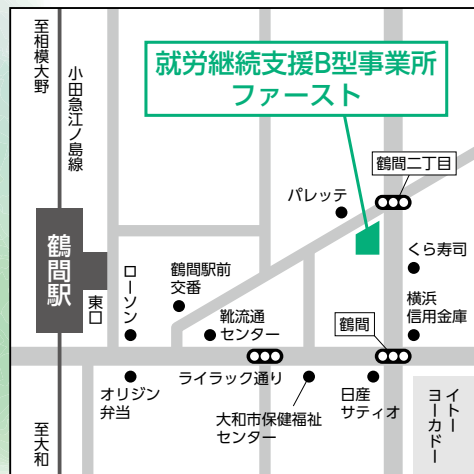 至相模大野
小田急江ノ島線
就労継続支援B型事業所
ファースト
鶴間二丁目
パレッテ
鶴間駅
東口
ローソン
鶴間駅前
交番
くら寿司
靴流通
センター
鶴間
横浜
信用金庫
ライラック通り
オリジン
弁当
大和市保健福祉
センター
日産
サティオ
イトー
ヨーカドー
至大和